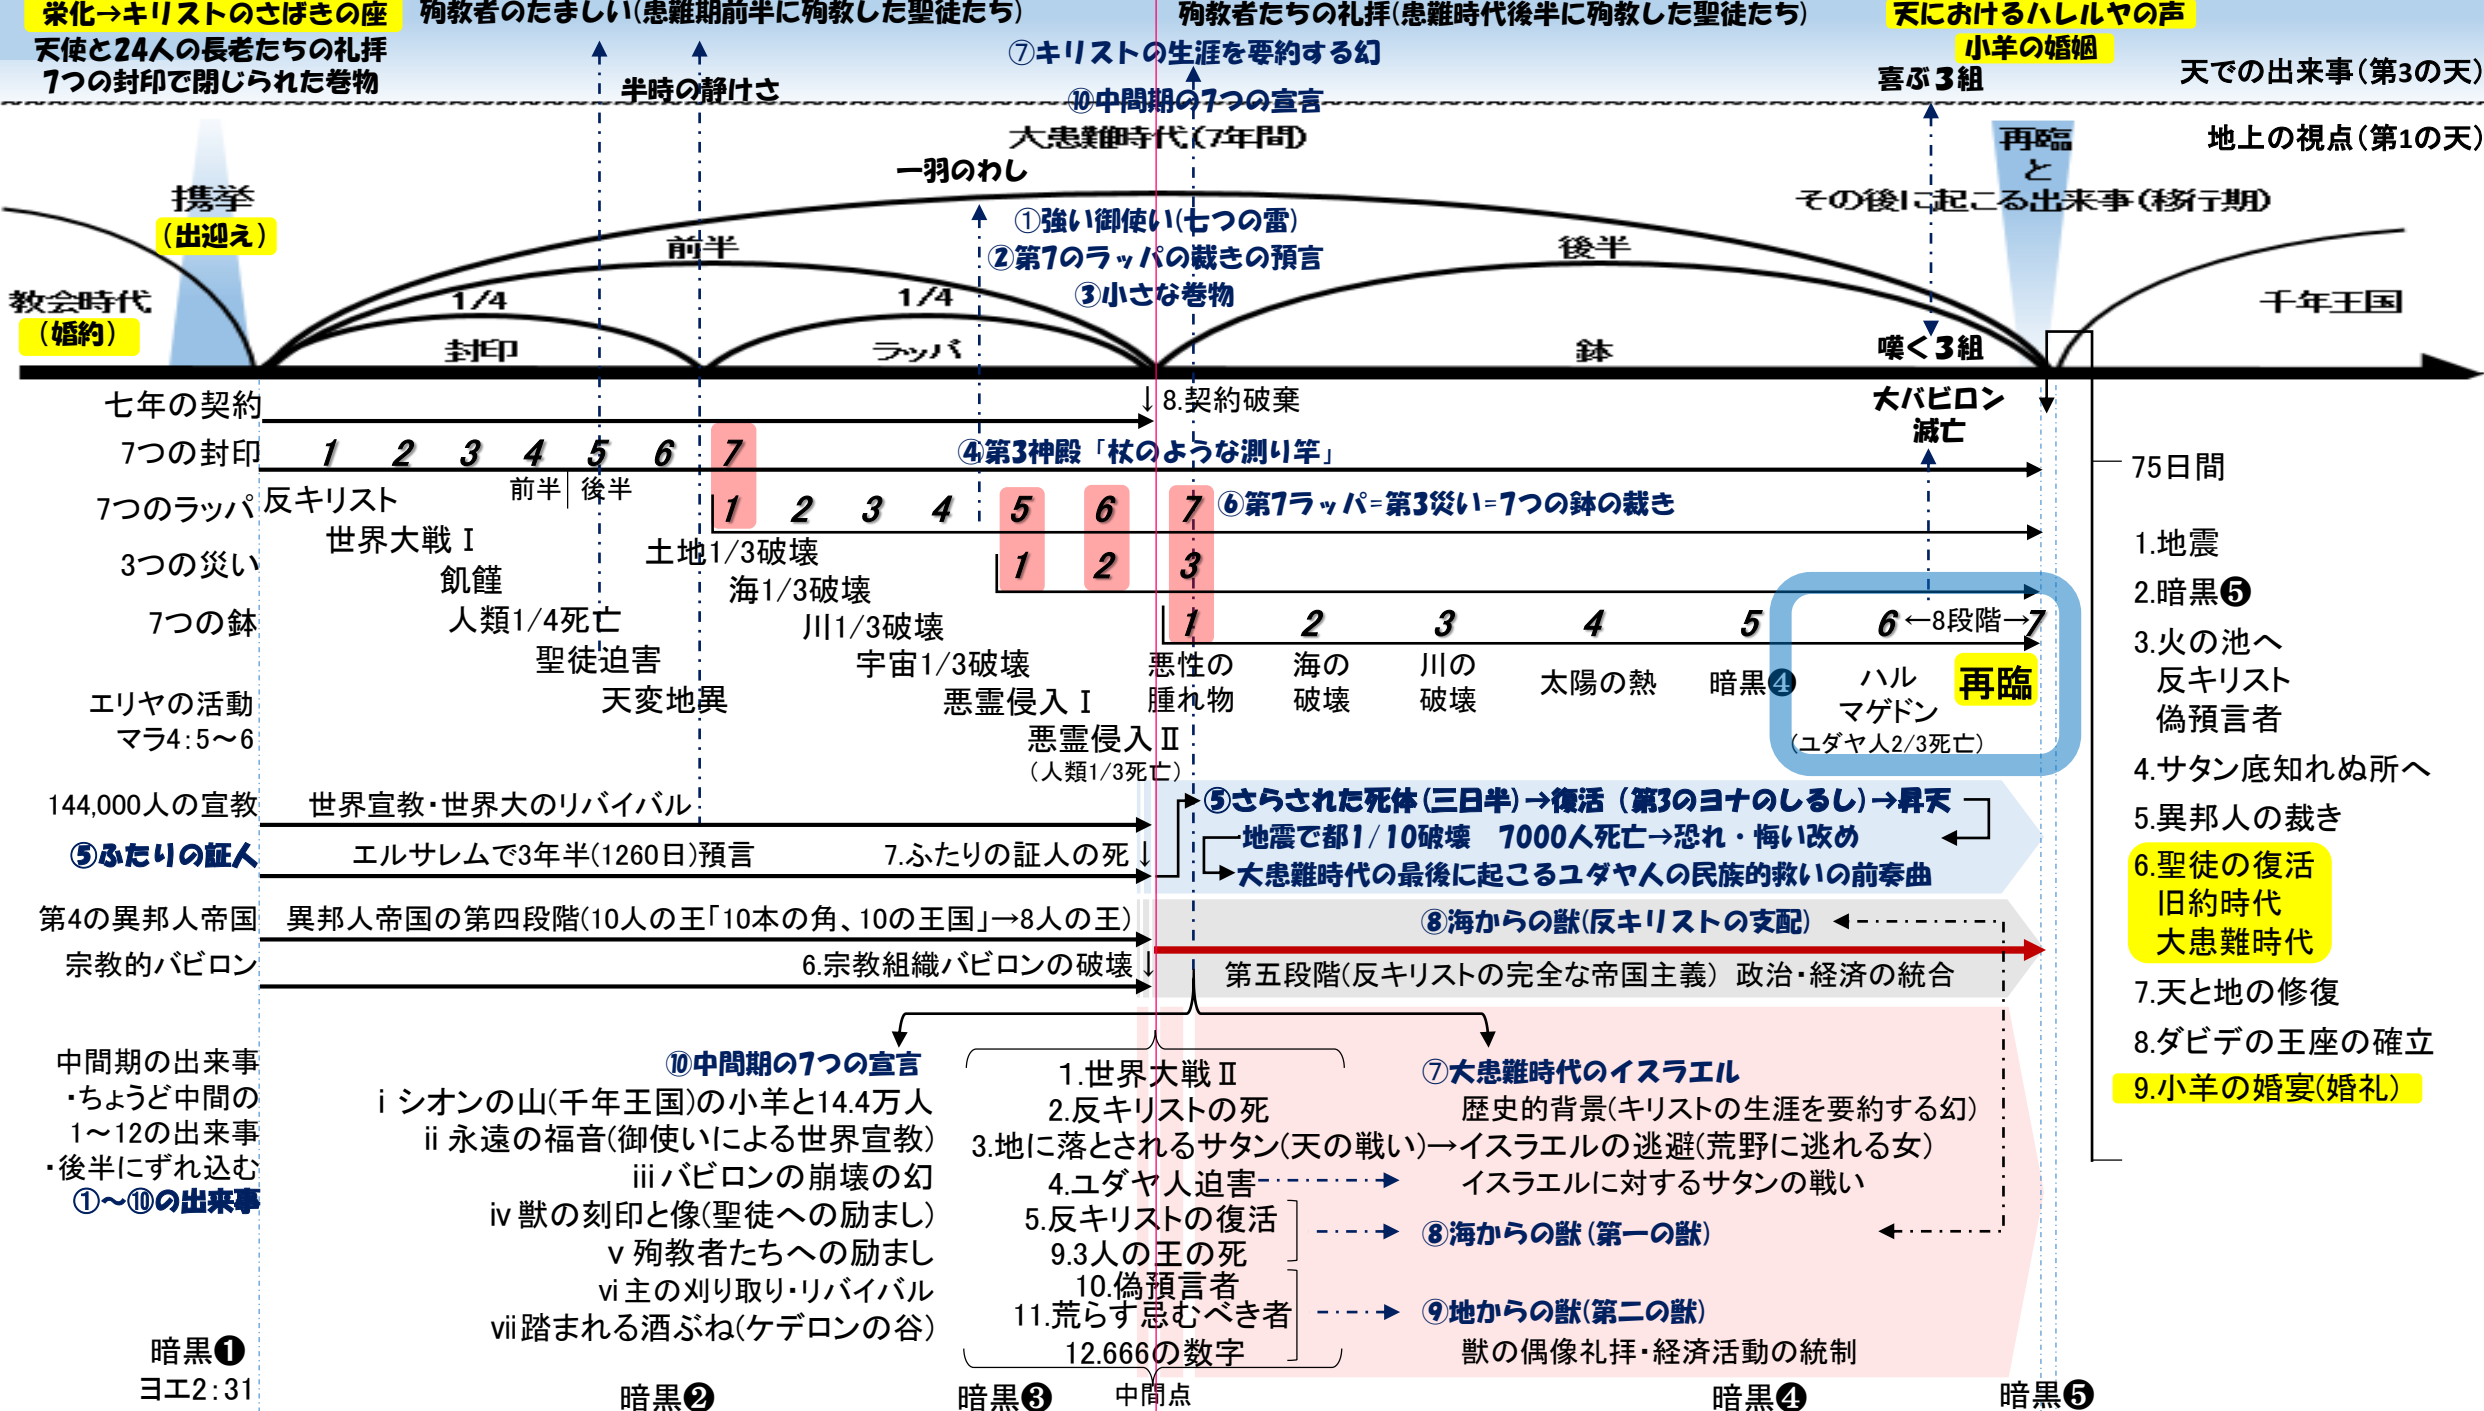 栄化→キリストのさばきの座
天使と24人の長老たちの礼拝
7つの封印で閉じられた巻物
殉教者のたましい(患難期前半に殉教した聖徒たち)
半時の静けさ
殉教者たちの礼拝(患難時代後半に殉教した聖徒たち)
⑦キリストの生涯を要約する幻
⑩中間期の7つの宣言
天におけるハレルヤの声
小羊の婚姻
喜ぶ3組
天での出来事(第3の天)
地上の視点(第1の天)
大患難時代(7年間)
一羽のわし
再臨
と
その後に起こる出来事(移行期)
携挙
(出迎え)
①強い御使い(七つの雷)
②第7のラッパの裁きの預言
③小さな巻物
前半
後半
教会時代
(婚約)
1/4
1/4
千年王国
封印
ラッパ
鉢
嘆く3組
七年の契約
↓8.契約破棄
大バビロン
滅亡
7つの封印
1 2 3 4 5 6 7
④第3神殿「杖のような測り竿」
前半
後半
75日間
7つのラッパ
反キリスト
1 2 3 4 5 6 7
⑥第7ラッパ=第3災い=7つの鉢の裁き
世界大戦Ⅰ
土地1/3破壊
3つの災い
1 2 3
飢饉
海1/3破壊
7つの鉢
人類1/4死亡
川1/3破壊
1 2 3 4 5 6 ←8段階→7
聖徒迫害
宇宙1/3破壊
悪性の
腫れ物
海の
破壊
川の
破壊
太陽の熱
暗黒❹
ハル
マゲドン
(ユダヤ人2/3死亡)
再臨
エリヤの活動
マラ4:5～6
天変地異
悪霊侵入Ⅰ
悪霊侵入Ⅱ
(人類1/3死亡)
144,000人の宣教
世界宣教・世界大のリバイバル
⑤さらされた死体(三日半)→復活(第3のヨナのしるし)→昇天
地震で都1/10破壊 7000人死亡→恐れ・悔い改め
大患難時代の最後に起こるユダヤ人の民族的救いの前奏曲
⑤ふたりの証人
エルサレムで3年半(1260日)預言
7.ふたりの証人の死↓
第4の異邦人帝国
異邦人帝国の第四段階(10人の王「10本の角、10の王国」→8人の王)
⑧海からの獣(反キリストの支配)
宗教的バビロン
6.宗教組織バビロンの破壊↓
第五段階(反キリストの完全な帝国主義) 政治・経済の統合
1.地震
2.暗黒❺
3.火の池へ
反キリスト
偽預言者
4.サタン底知れぬ所へ
5.異邦人の裁き
6.聖徒の復活
旧約時代
大患難時代
7.天と地の修復
8.ダビデの王座の確立
9.小羊の婚宴(婚礼)
中間期の出来事
・ちょうど中間の
1～12の出来事
・後半にずれ込む
①～⑩の出来事
⑩中間期の7つの宣言
ⅰ シオンの山(千年王国)の小羊と14.4万人
ⅱ 永遠の福音(御使いによる世界宣教)
ⅲ バビロンの崩壊の幻
ⅳ 獣の刻印と像(聖徒への励まし)
ⅴ 殉教者たちへの励まし
ⅵ 主の刈り取り・リバイバル
ⅶ 踏まれる酒ぶね(ケデロンの谷)
1.世界大戦Ⅱ
2.反キリストの死
3.地に落とされるサタン(天の戦い)→イスラエルの逃避(荒野に逃れる女)
4.ユダヤ人迫害
5.反キリストの復活
9.3人の王の死
10.偽預言者
11.荒らす忌むべき者
12.666の数字
⑦大患難時代のイスラエル
歴史的背景(キリストの生涯を要約する幻)
イスラエルに対するサタンの戦い
⑧海からの獣(第一の獣)
⑨地からの獣(第二の獣)
獣の偶像礼拝・経済活動の統制
暗黒❶
ヨエ2:31
暗黒❷
暗黒❸
中間点
暗黒❹
暗黒❺